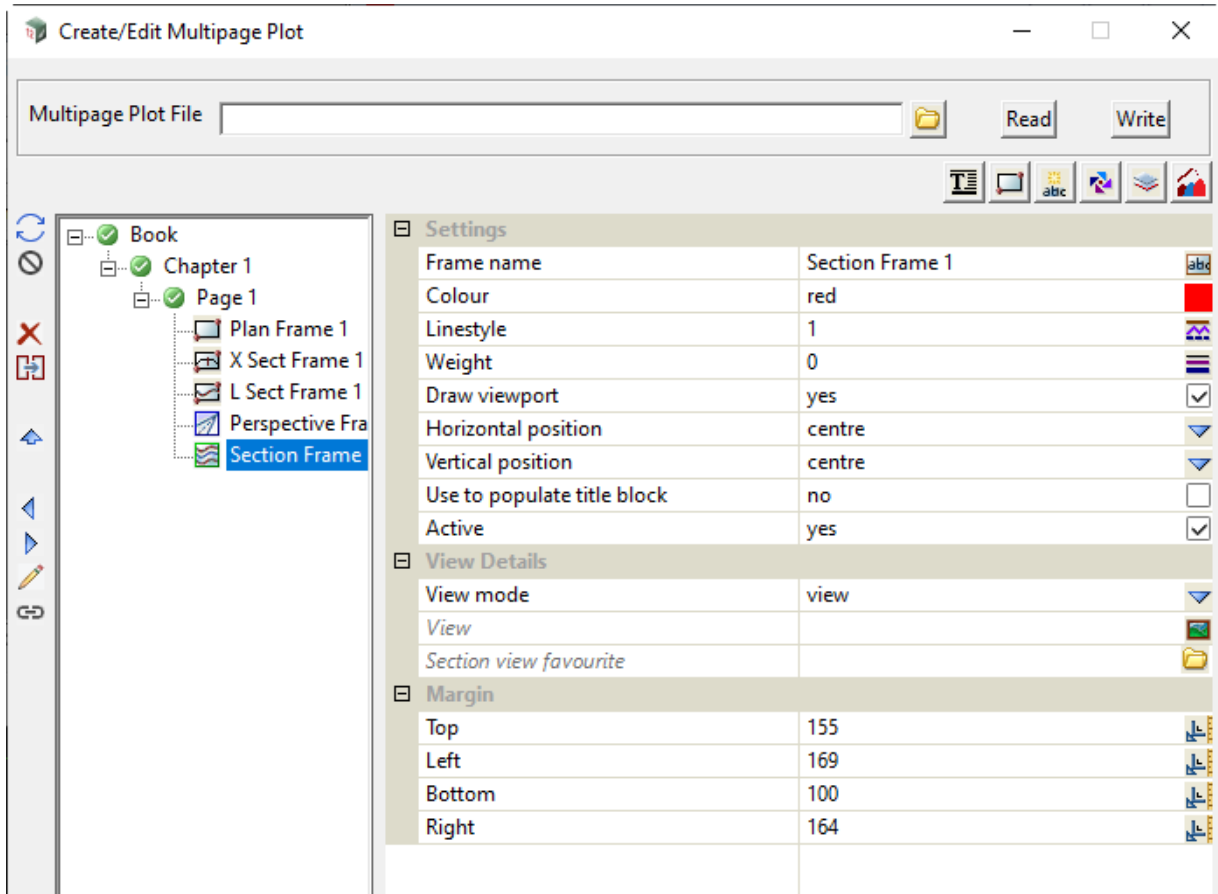 Create/Edit Multipage Plot
Multipage Plot File Read Write
Book
Chapter 1
Page 1
Plan Frame 1
X Sect Frame 1
L Sect Frame 1
Perspective Fra
Section Frame
Settings
Frame name Section Frame 1
Colour red
Linestyle 1
Weight 0
Draw viewport yes
Horizontal position centre
Vertical position centre
Use to populate title block no
Active yes
View Details
View mode view
View
Section view favourite
Margin
Top 155
Left 169
Bottom 100
Right 164